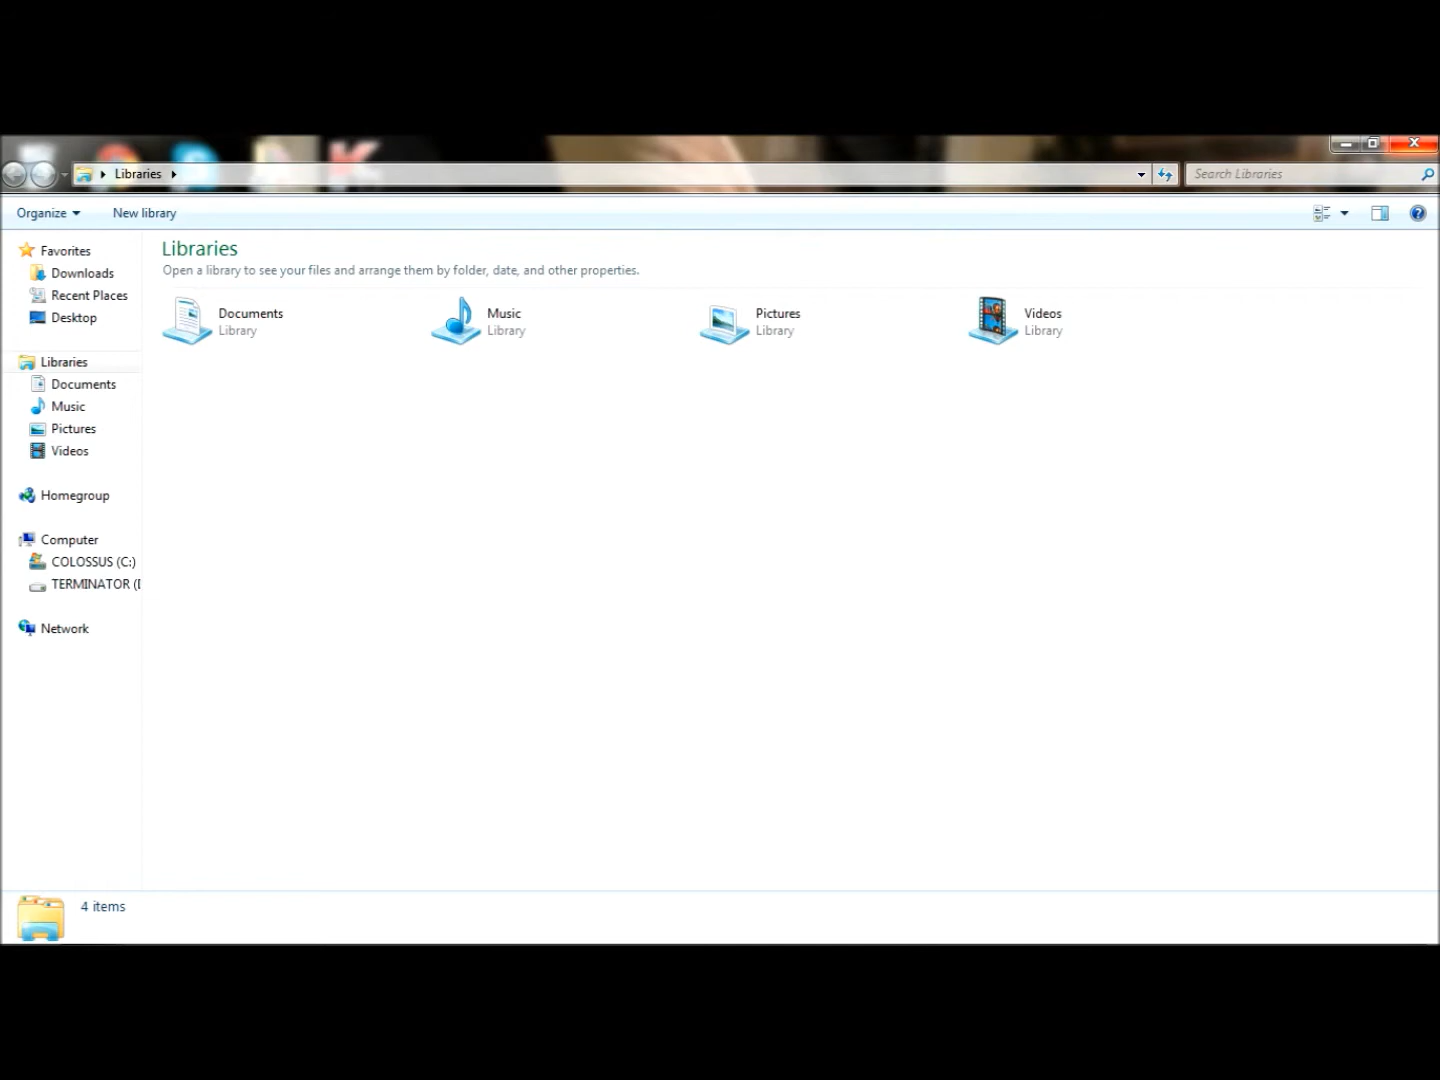 Libraries
Search Libraries
Organize
New library
Favorites
Downloads
Recent Places
Desktop
Libraries
Documents
Music
Pictures
Videos
Homegroup
Computer
COLOSSUS (C:)
TERMINATOR (
Network
Libraries
Open a library to see your files and arrange them by folder, date, and other properties.
Documents
Library
Music
Library
Pictures
Library
Videos
Library
4 items